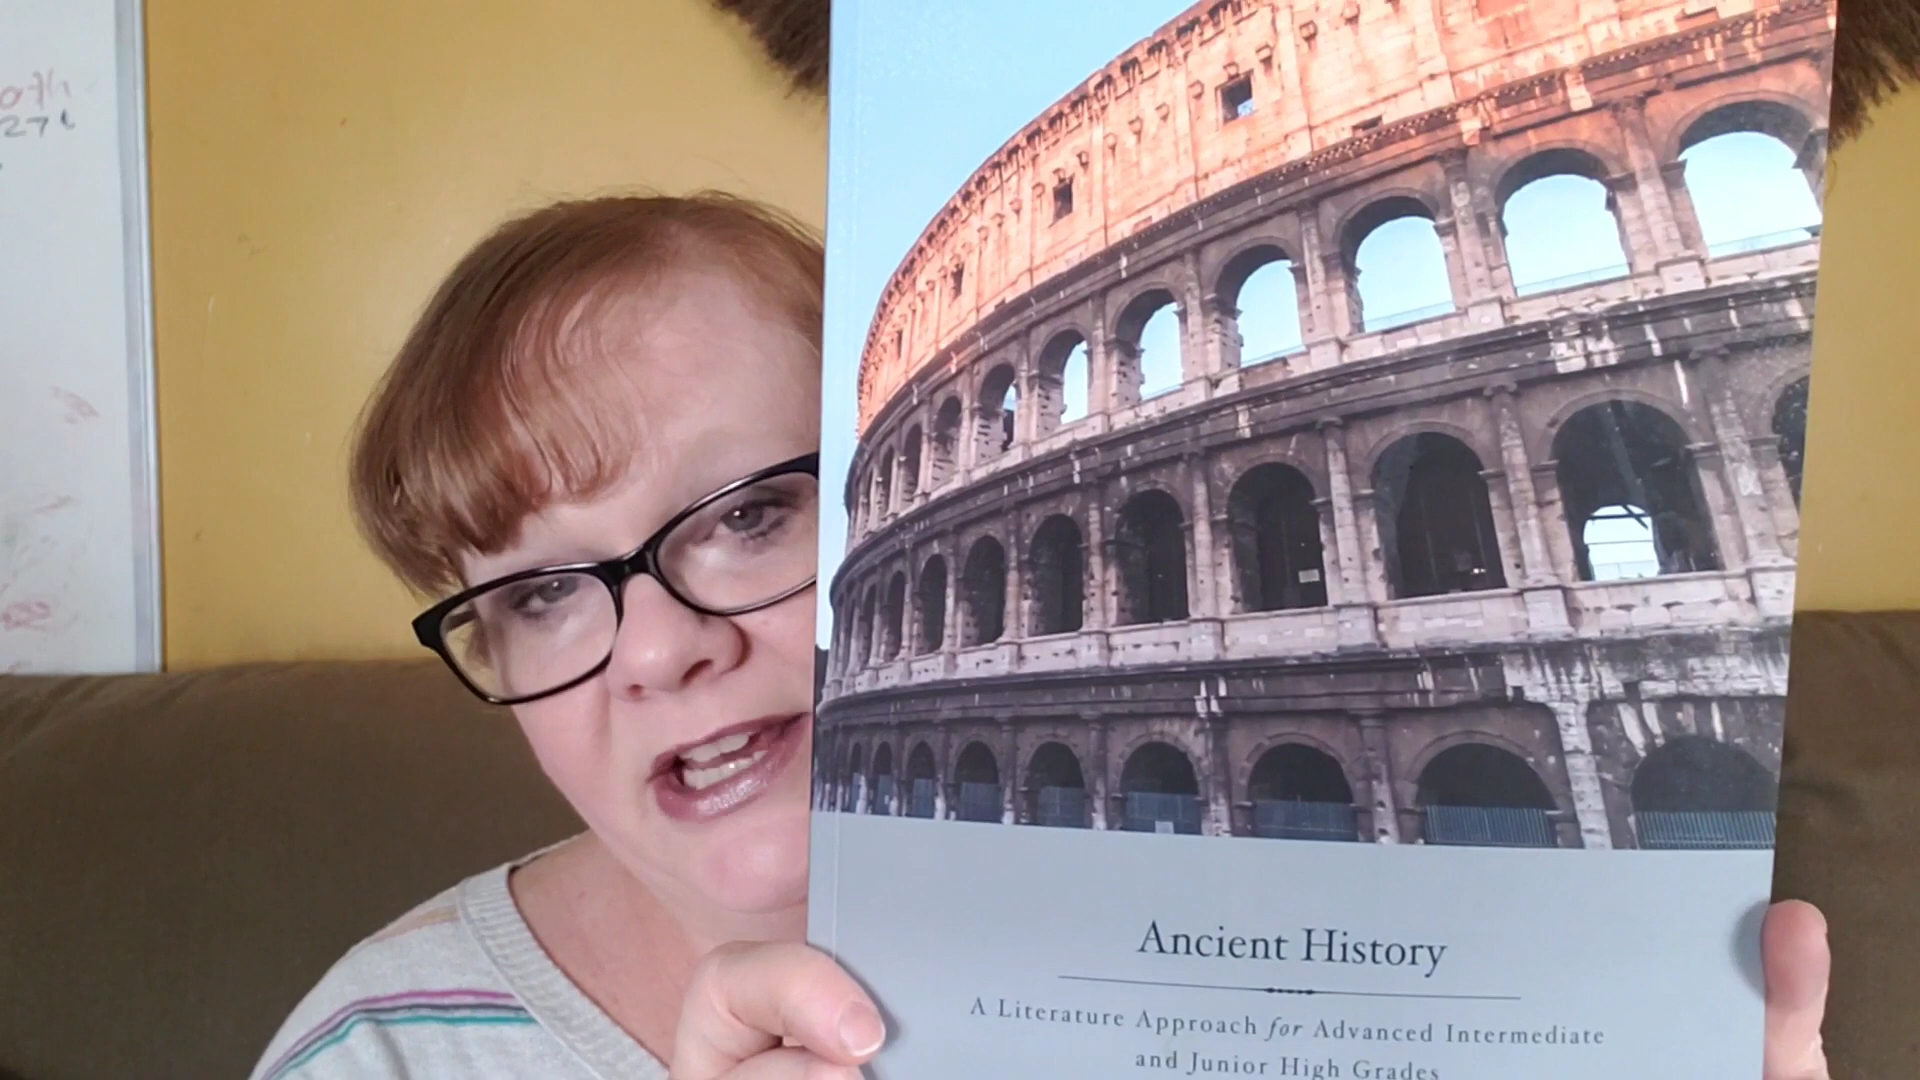 Ancient History
A Literature Approach for Advanced Intermediate
and Junior High Grades